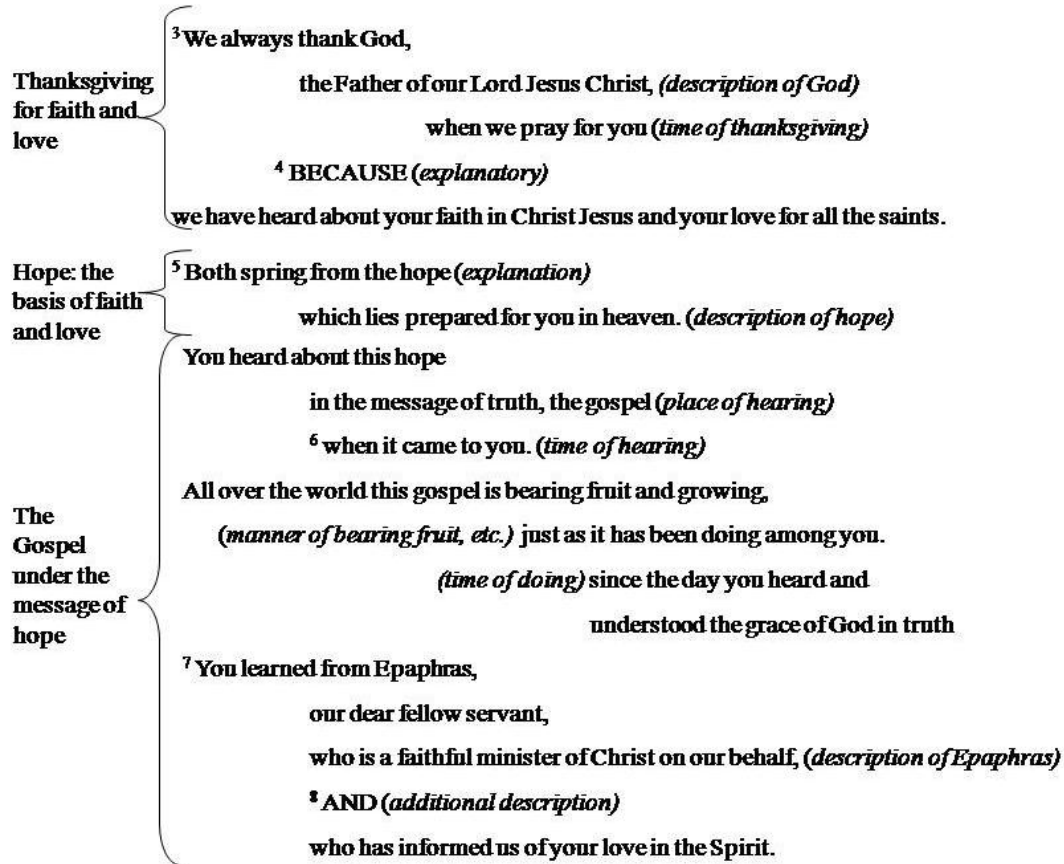 Thanksgiving
for faith and
love
³ We always thank God,
the Father of our Lord Jesus Christ, (description of God)
when we pray for you (time of thanksgiving)
⁴ BECAUSE (explanatory)
we have heard about your faith in Christ Jesus and your love for all the saints.
Hope: the
basis of faith
and love
⁵ Both spring from the hope (explanation)
which lies prepared for you in heaven. (description of hope)
The
Gospel
under the
message of
hope
You heard about this hope
in the message of truth, the gospel (place of hearing)
⁶ when it came to you. (time of hearing)
All over the world this gospel is bearing fruit and growing,
(manner of bearing fruit, etc.) just as it has been doing among you.
(time of doing) since the day you heard and
understood the grace of God in truth
⁷ You learned from Epaphras,
our dear fellow servant,
who is a faithful minister of Christ on our behalf, (description of Epaphras)
⁸ AND (additional description)
who has informed us of your love in the Spirit.